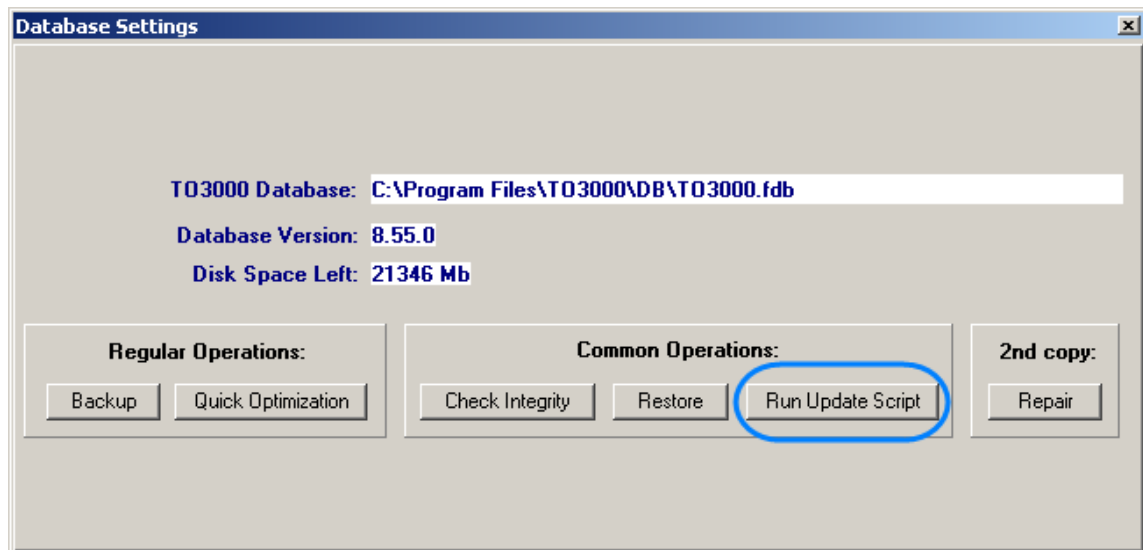 Database Settings
TO3000 Database: C:\Program Files\TO3000\DB\TO3000.fdb
Database Version: 8.55.0
Disk Space Left: 21346 Mb
Regular Operations:
Backup
Quick Optimization
Common Operations:
Check Integrity
Restore
Run Update Script
2nd copy:
Repair